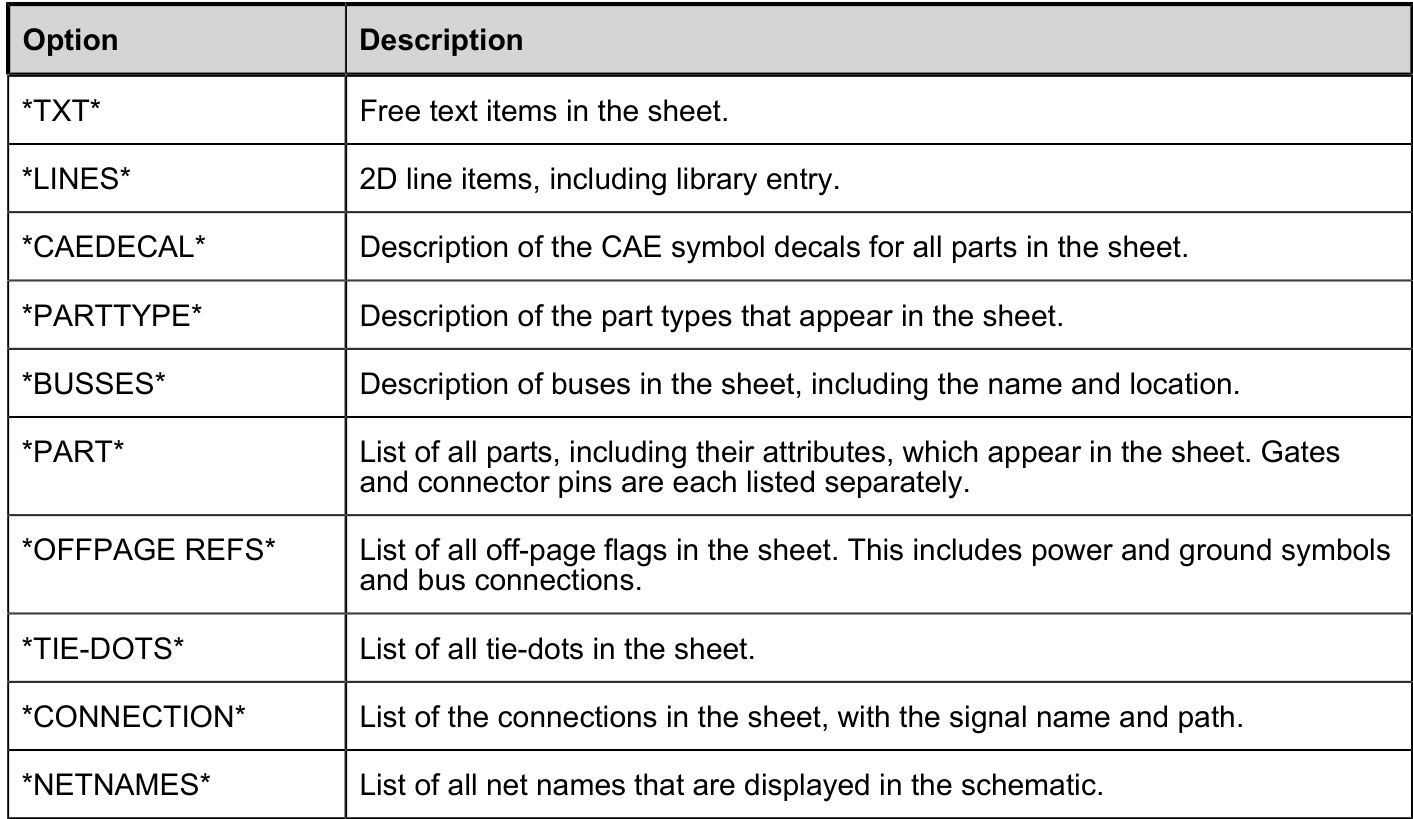 Option Description
*TXT* Free text items in the sheet.
*LINES* 2D line items, including library entry.
*CAEDECAL* Description of the CAE symbol decals for all parts in the sheet.
*PARTTYPE* Description of the part types that appear in the sheet.
*BUSSES* Description of buses in the sheet, including the name and location.
*PART* List of all parts, including their attributes, which appear in the sheet. Gates
and connector pins are each listed separately.
*OFFPAGE REFS* List of all off-page flags in the sheet. This includes power and ground symbols
and bus connections.
*TIE-DOTS* List of all tie-dots in the sheet.
*CONNECTION* List of the connections in the sheet, with the signal name and path.
*NETNAMES* List of all net names that are displayed in the schematic.